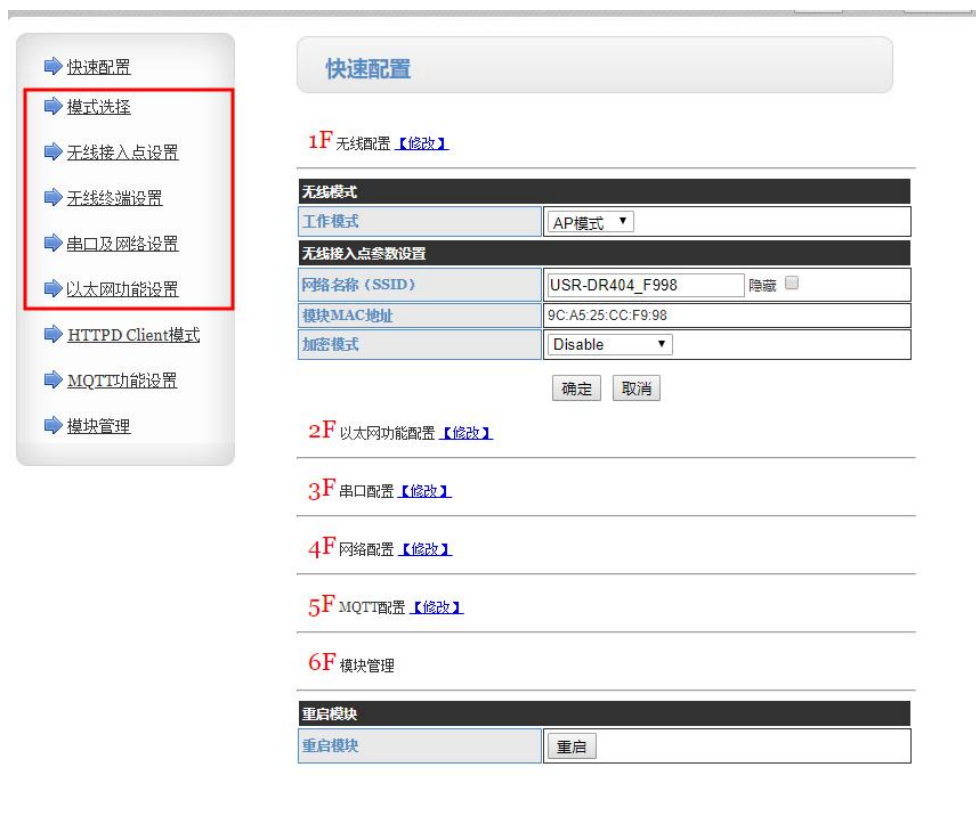 快速配置
模式选择
无线接入点设置
无线终端设置
串口及网络设置
以太网功能设置
HTTPD Client模式
MQTT功能设置
模块管理
快速配置
1F 无线配置 【修改】
无线模式
工作模式 AP模式
无线接入点参数设置
网络名称（SSID） USR-DR404_F998 隐藏
模块MAC地址 9C:A5:25:CC:F9:98
加密模式 Disable
确定 取消
2F 以太网功能配置 【修改】
3F 串口配置 【修改】
4F 网络配置 【修改】
5F MQTT配置 【修改】
6F 模块管理
重启模块
重启模块 重启